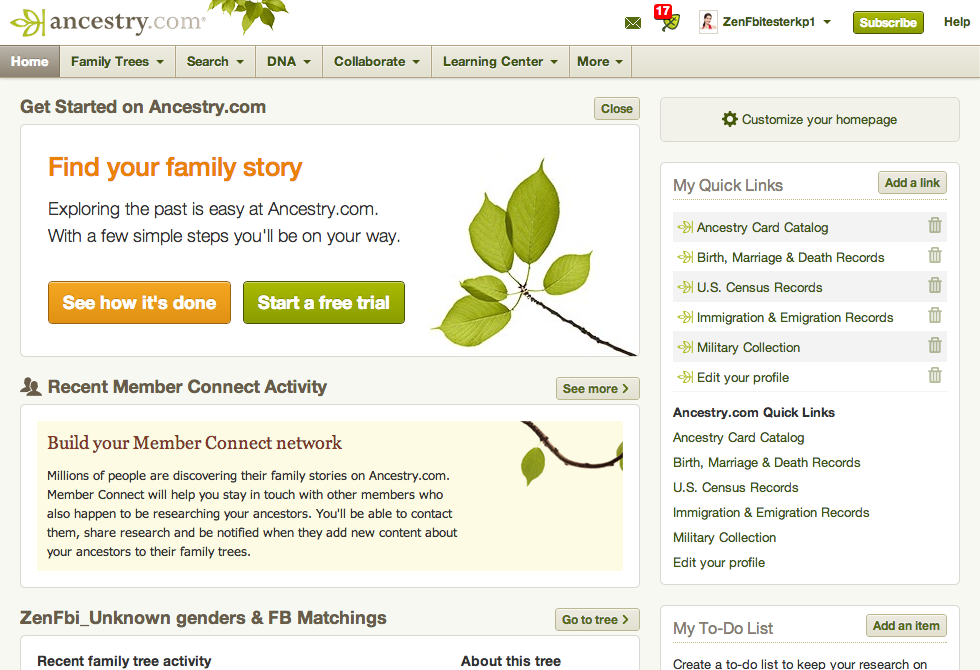 ancestry.com
17
ZenFbitesterkp1
Subscribe
Help
Home
Family Trees
Search
DNA
Collaborate
Learning Center
More
Get Started on Ancestry.com
Close
Find your family story
Exploring the past is easy at Ancestry.com.
With a few simple steps you'll be on your way.
See how it's done
Start a free trial
Recent Member Connect Activity
See more
Build your Member Connect network
Millions of people are discovering their family stories on Ancestry.com.
Member Connect will help you stay in touch with other members who
also happen to be researching your ancestors. You'll be able to contact
them, share research and be notified when they add new content about
your ancestors to their family trees.
ZenFbi_Unknown genders & FB Matchings
Go to tree
Recent family tree activity
About this tree
Customize your homepage
My Quick Links
Add a link
Ancestry Card Catalog
Birth, Marriage & Death Records
U.S. Census Records
Immigration & Emigration Records
Military Collection
Edit your profile
Ancestry.com Quick Links
Ancestry Card Catalog
Birth, Marriage & Death Records
U.S. Census Records
Immigration & Emigration Records
Military Collection
Edit your profile
My To-Do List
Add an item
Create a to-do list to keep your research on